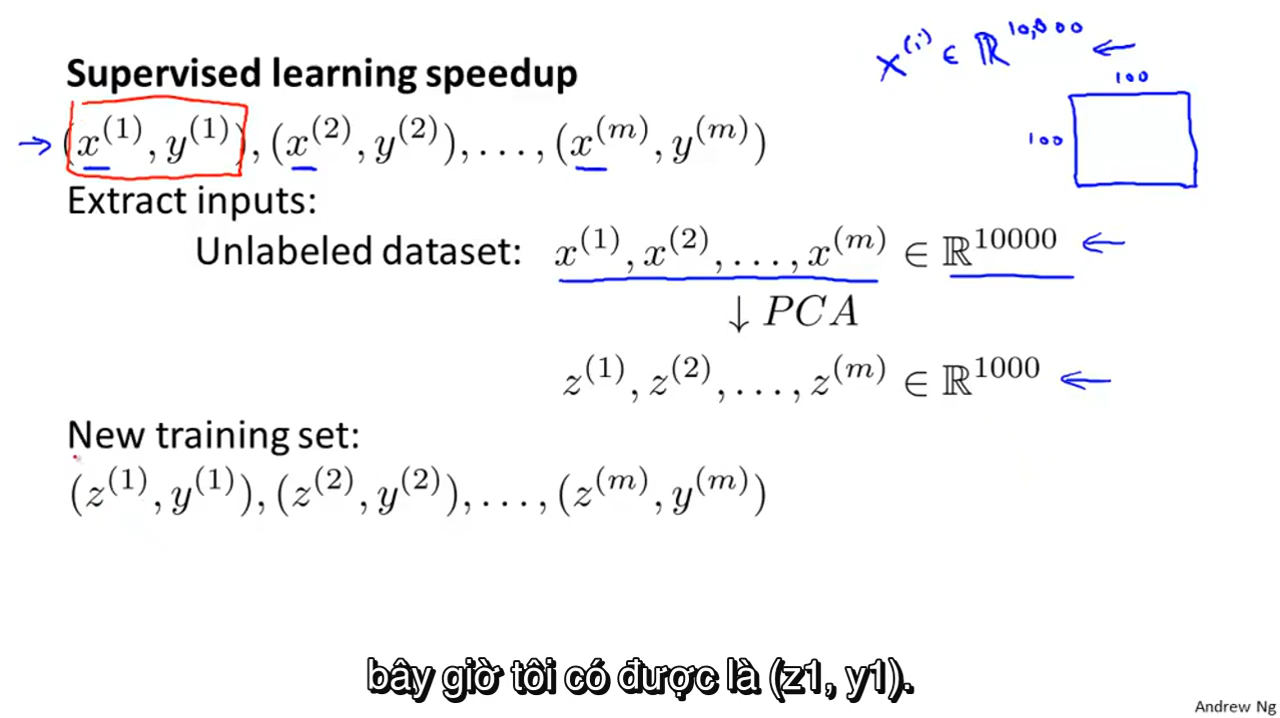 Supervised learning speedup
x^(i) ∈ ℝ^10,000 ←
100
100
→ (x^(1), y^(1)), (x^(2), y^(2)), ..., (x^(m), y^(m))
Extract inputs:
Unlabeled dataset: x^(1), x^(2), ..., x^(m) ∈ ℝ^10000 ←
↓ PCA
z^(1), z^(2), ..., z^(m) ∈ ℝ^1000 ←
New training set:
(z^(1), y^(1)), (z^(2), y^(2)), ..., (z^(m), y^(m))
bây giờ tôi có được là (z1, y1).
Andrew Ng